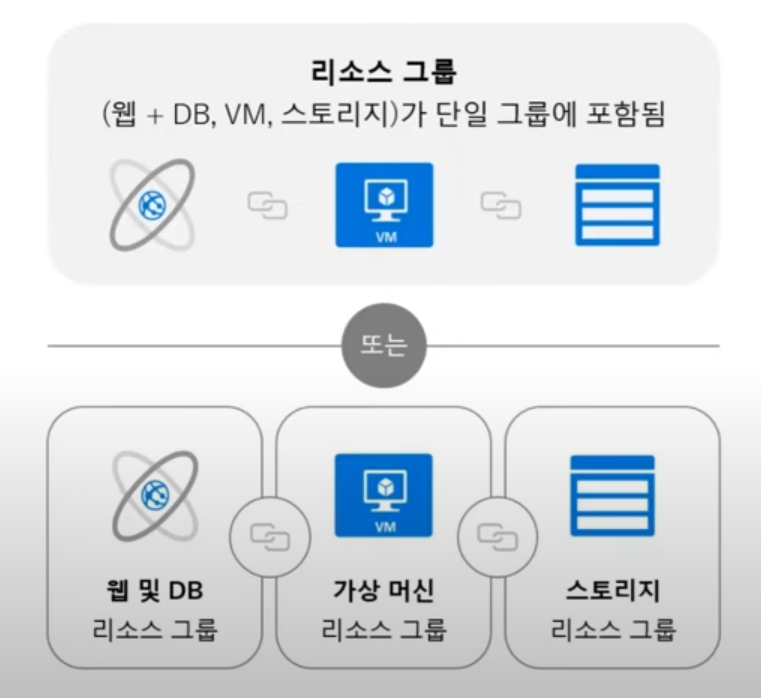 리소스 그룹
(웹 + DB, VM, 스토리지)가 단일 그룹에 포함됨
VM
또는
VM
웹 및 DB
리소스 그룹
가상 머신
리소스 그룹
스토리지
리소스 그룹